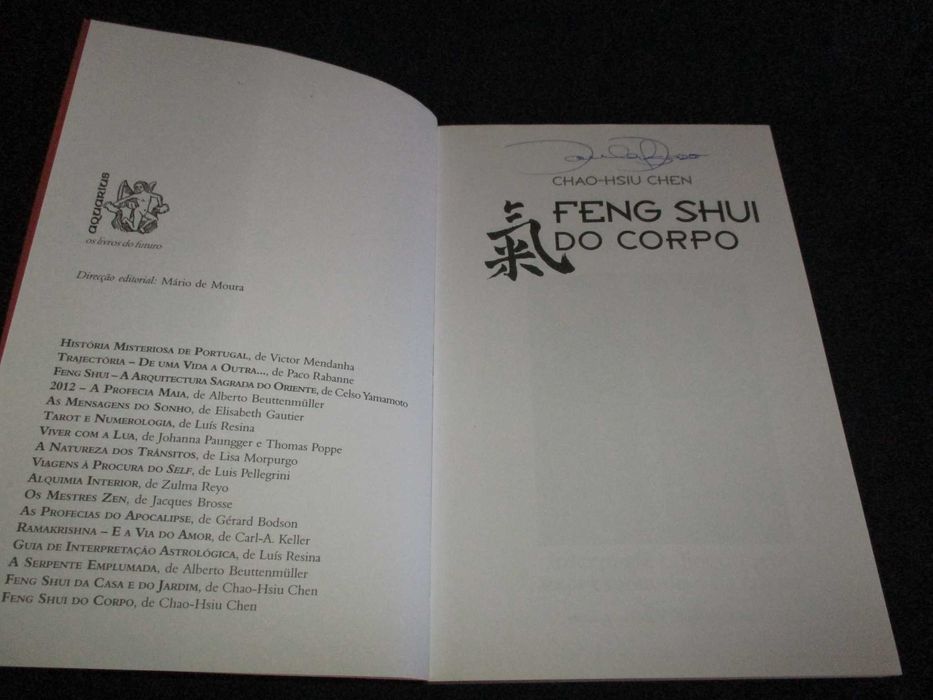 aquarius
os livros do futuro
Direcção editorial: Mário de Moura
História Misteriosa de Portugal, de Victor Mendanha
Trajectória – De uma Vida a Outra..., de Paco Rabanne
Feng Shui – A Arquitectura Sagrada do Oriente, de Celso Yamamoto
2012 – A Profecia Maia, de Alberto Beuttenmüller
As Mensagens do Sonho, de Elisabeth Gautier
Tarot e Numerologia, de Luís Resina
Viver com a Lua, de Johanna Paungger e Thomas Poppe
A Natureza dos Trânsitos, de Lisa Morpurgo
Viagens à Procura do Self, de Luis Pellegrini
Alquimia Interior, de Zulma Reyo
Os Mestres Zen, de Jacques Brosse
As Profecias do Apocalipse, de Gérard Bodson
Ramakrishna – E a Via do Amor, de Carl-A. Keller
Guia de Interpretação Astrológica, de Luís Resina
A Serpente Emplumada, de Alberto Beuttenmüller
Feng Shui da Casa e do Jardim, de Chao-Hsiu Chen
Feng Shui do Corpo, de Chao-Hsiu Chen
CHAO-HSIU CHEN
氣 FENG SHUI
DO CORPO